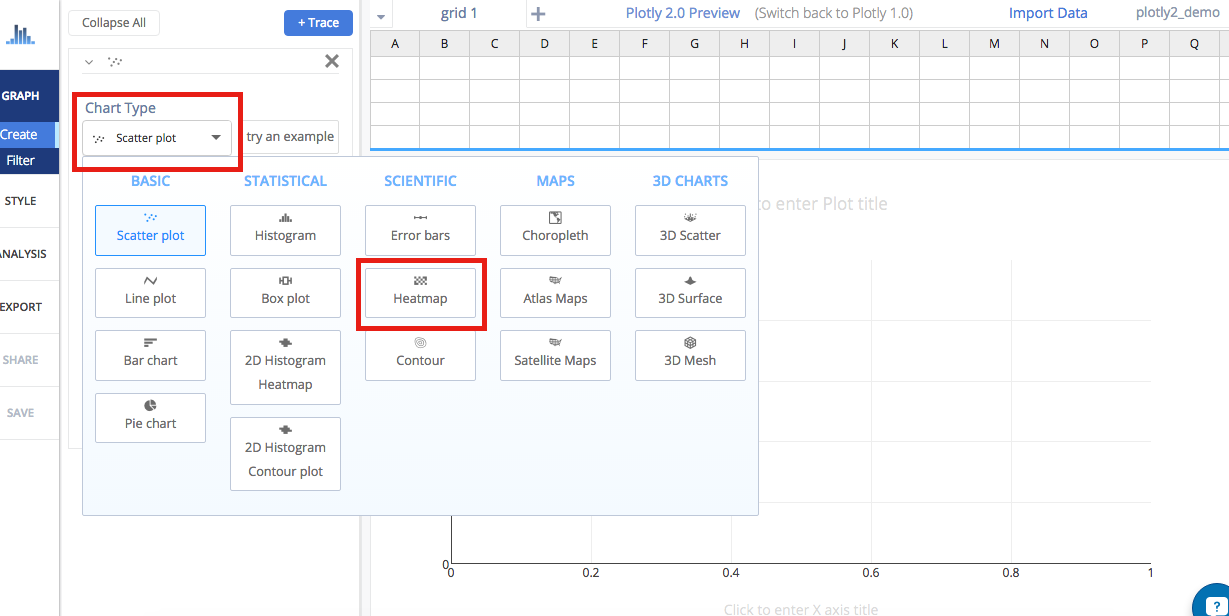 Collapse All
+ Trace
grid 1
Plotly 2.0 Preview
(Switch back to Plotly 1.0)
Import Data
plotly2_demo
A B C D E F G H I J K L M N O P Q
GRAPH
Create
Filter
STYLE
ANALYSIS
EXPORT
SHARE
SAVE
Chart Type
Scatter plot
try an example
BASIC
Scatter plot
Line plot
Bar chart
Pie chart
STATISTICAL
Histogram
Box plot
2D Histogram
Heatmap
2D Histogram
Contour plot
SCIENTIFIC
Error bars
Heatmap
Contour
MAPS
Choropleth
Atlas Maps
Satellite Maps
3D CHARTS
3D Scatter
3D Surface
3D Mesh
to enter Plot title
0
0 0.2 0.4 0.6 0.8 1
Click to enter X axis title
?